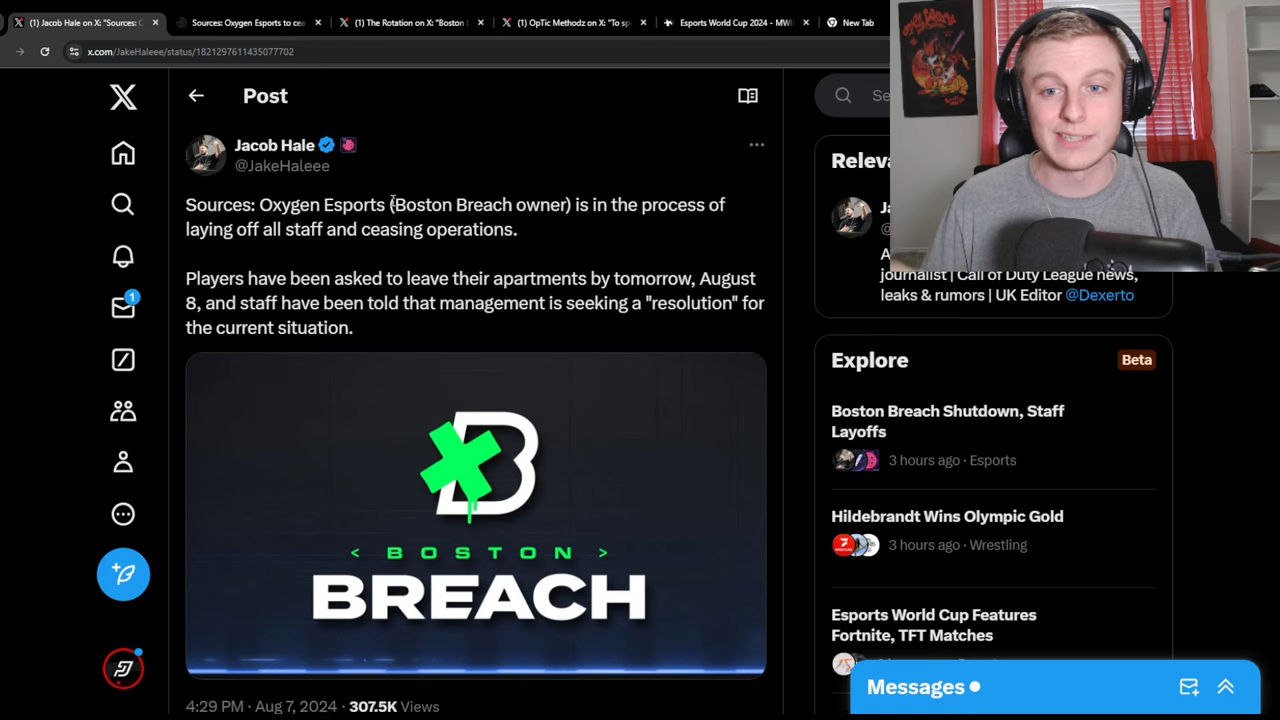 (1) Jacob Hale on X: "Sources: O
Sources: Oxygen Esports to cea
(1) The Rotation on X: "Boston
(1) OpTic Methodz on X: "To sp
Esports World Cup 2024 - MWI
New Tab
x.com/JakeHaleee/status/1821297611435077702
Post
Jacob Hale
@JakeHaleee
Sources: Oxygen Esports (Boston Breach owner) is in the process of
laying off all staff and ceasing operations.
Players have been asked to leave their apartments by tomorrow, August
8, and staff have been told that management is seeking a "resolution" for
the current situation.
< BOSTON >
BREACH
4:29 PM · Aug 7, 2024 · 307.5K Views
1
Se
Releva
Ja
@
A
journalist | Call of Duty League news,
leaks & rumors | UK Editor @Dexerto
Explore
Beta
Boston Breach Shutdown, Staff
Layoffs
3 hours ago · Esports
Hildebrandt Wins Olympic Gold
3 hours ago · Wrestling
Esports World Cup Features
Fortnite, TFT Matches
Messages